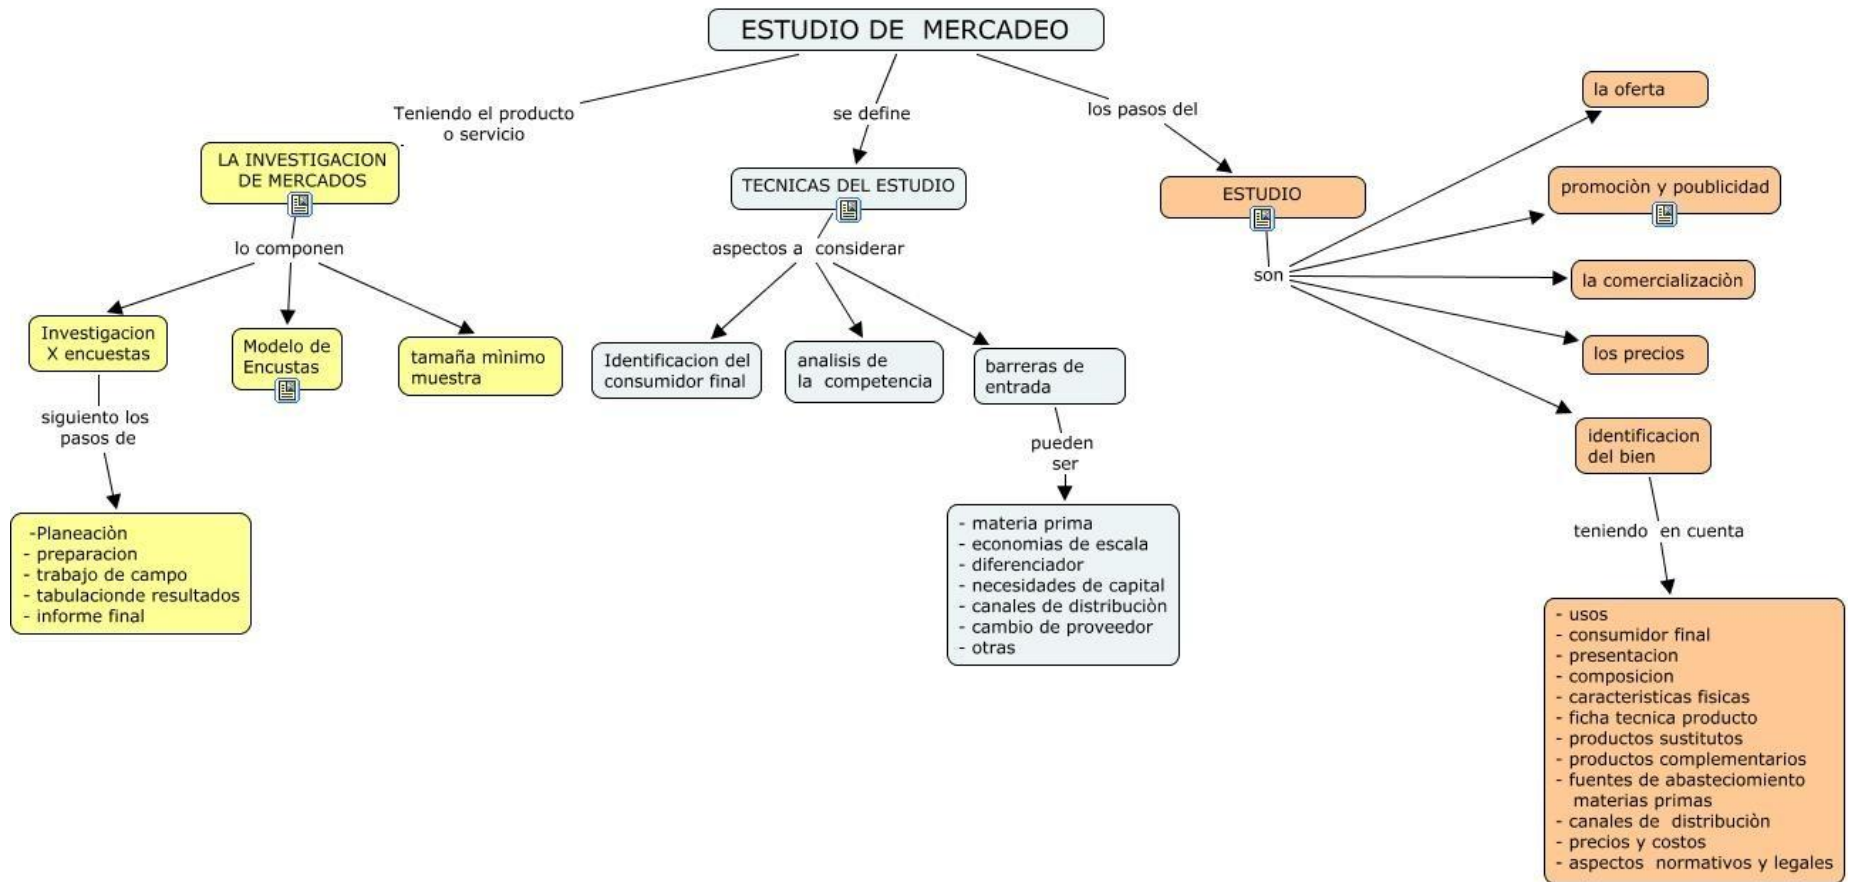 ESTUDIO DE MERCADEO
Teniendo el producto
o servicio
se define
los pasos del
LA INVESTIGACION
DE MERCADOS
TECNICAS DEL ESTUDIO
ESTUDIO
lo componen
aspectos a considerar
son
Investigacion
X encuestas
Modelo de
Encustas
tamaña mìnimo
muestra
Identificacion del
consumidor final
analisis de
la competencia
barreras de
entrada
siguiento los
pasos de
pueden
ser
-Planeaciòn
- preparacion
- trabajo de campo
- tabulacionde resultados
- informe final
- materia prima
- economias de escala
- diferenciador
- necesidades de capital
- canales de distribuciòn
- cambio de proveedor
- otras
la oferta
promociòn y poublicidad
la comercializaciòn
los precios
identificacion
del bien
teniendo en cuenta
- usos
- consumidor final
- presentacion
- composicion
- caracteristicas fisicas
- ficha tecnica producto
- productos sustitutos
- productos complementarios
- fuentes de abasteciomiento
materias primas
- canales de distribuciòn
- precios y costos
- aspectos normativos y legales